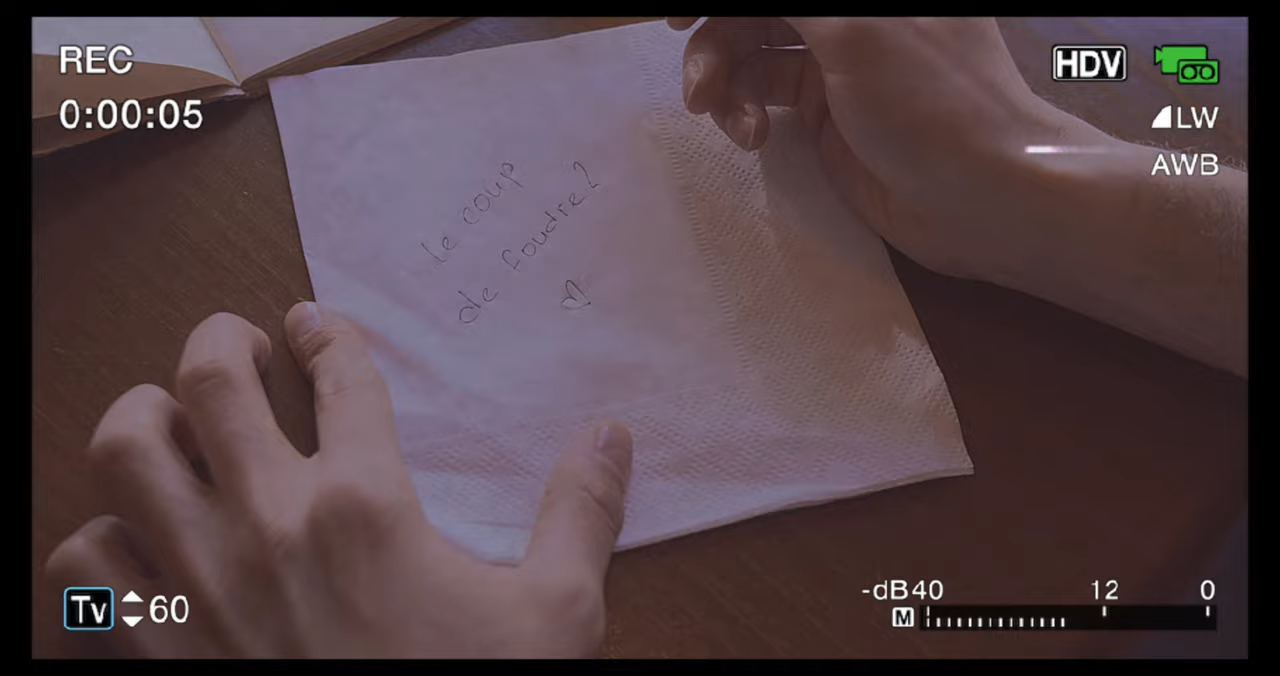 REC
0:00:05
HDV
LW
AWB
le coup
de foudre?
Tv 60
-dB40 12 0
M